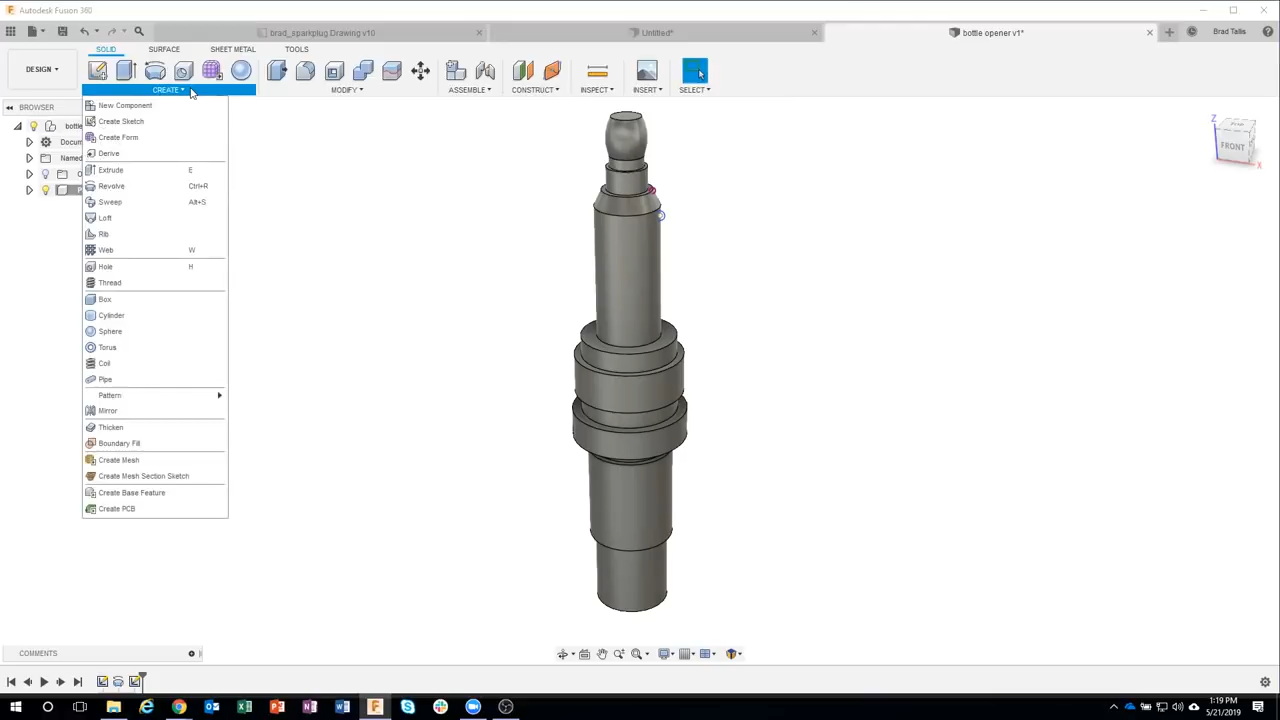 Autodesk Fusion 360
brad_sparkplug Drawing v10
Untitled*
bottle opener v1*
Brad Tallis
SOLID
SURFACE
SHEET METAL
TOOLS
DESIGN
CREATE
MODIFY
ASSEMBLE
CONSTRUCT
INSPECT
INSERT
SELECT
BROWSER
New Component
Create Sketch
Create Form
Derive
Extrude E
Revolve Ctrl+R
Sweep Alt+S
Loft
Rib
Web W
Hole H
Thread
Box
Cylinder
Sphere
Torus
Coil
Pipe
Pattern
Mirror
Thicken
Boundary Fill
Create Mesh
Create Mesh Section Sketch
Create Base Feature
Create PCB
bottle
Docum
Named
O
Z
FRONT
X
COMMENTS
1:19 PM
5/21/2019